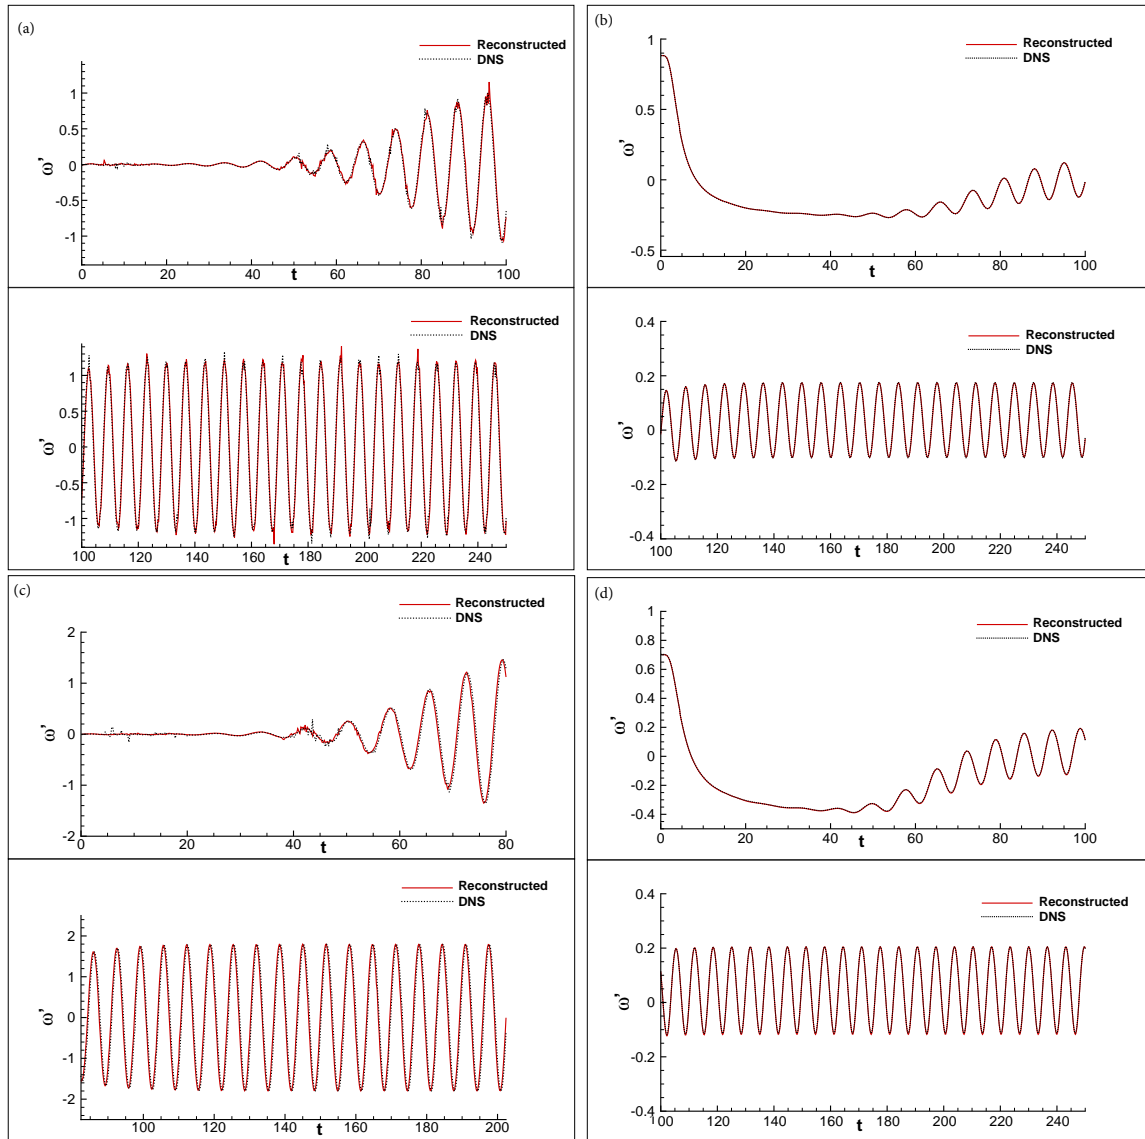 (a)
Reconstructed
DNS
1
0.5
0
-0.5
-1
ω'
0 20 40 60 80 100
t
(b)
Reconstructed
DNS
1
0.5
0
-0.5
ω'
0 20 40 60 80 100
t
Reconstructed
DNS
1
0.5
0
-0.5
-1
ω'
100 120 140 160 180 200 220 240
t
Reconstructed
DNS
0.4
0.2
0
-0.2
-0.4
ω'
100 120 140 160 180 200 220 240
t
(c)
Reconstructed
DNS
2
1
0
-1
-2
ω'
0 20 40 60 80
t
(d)
Reconstructed
DNS
1
0.8
0.6
0.4
0.2
0
-0.2
-0.4
ω'
0 20 40 60 80 100
t
Reconstructed
DNS
2
1
0
-1
-2
ω'
100 120 140 160 180 200
t
Reconstructed
DNS
0.4
0.2
0
-0.2
-0.4
ω'
100 120 140 160 180 200 220 240
t